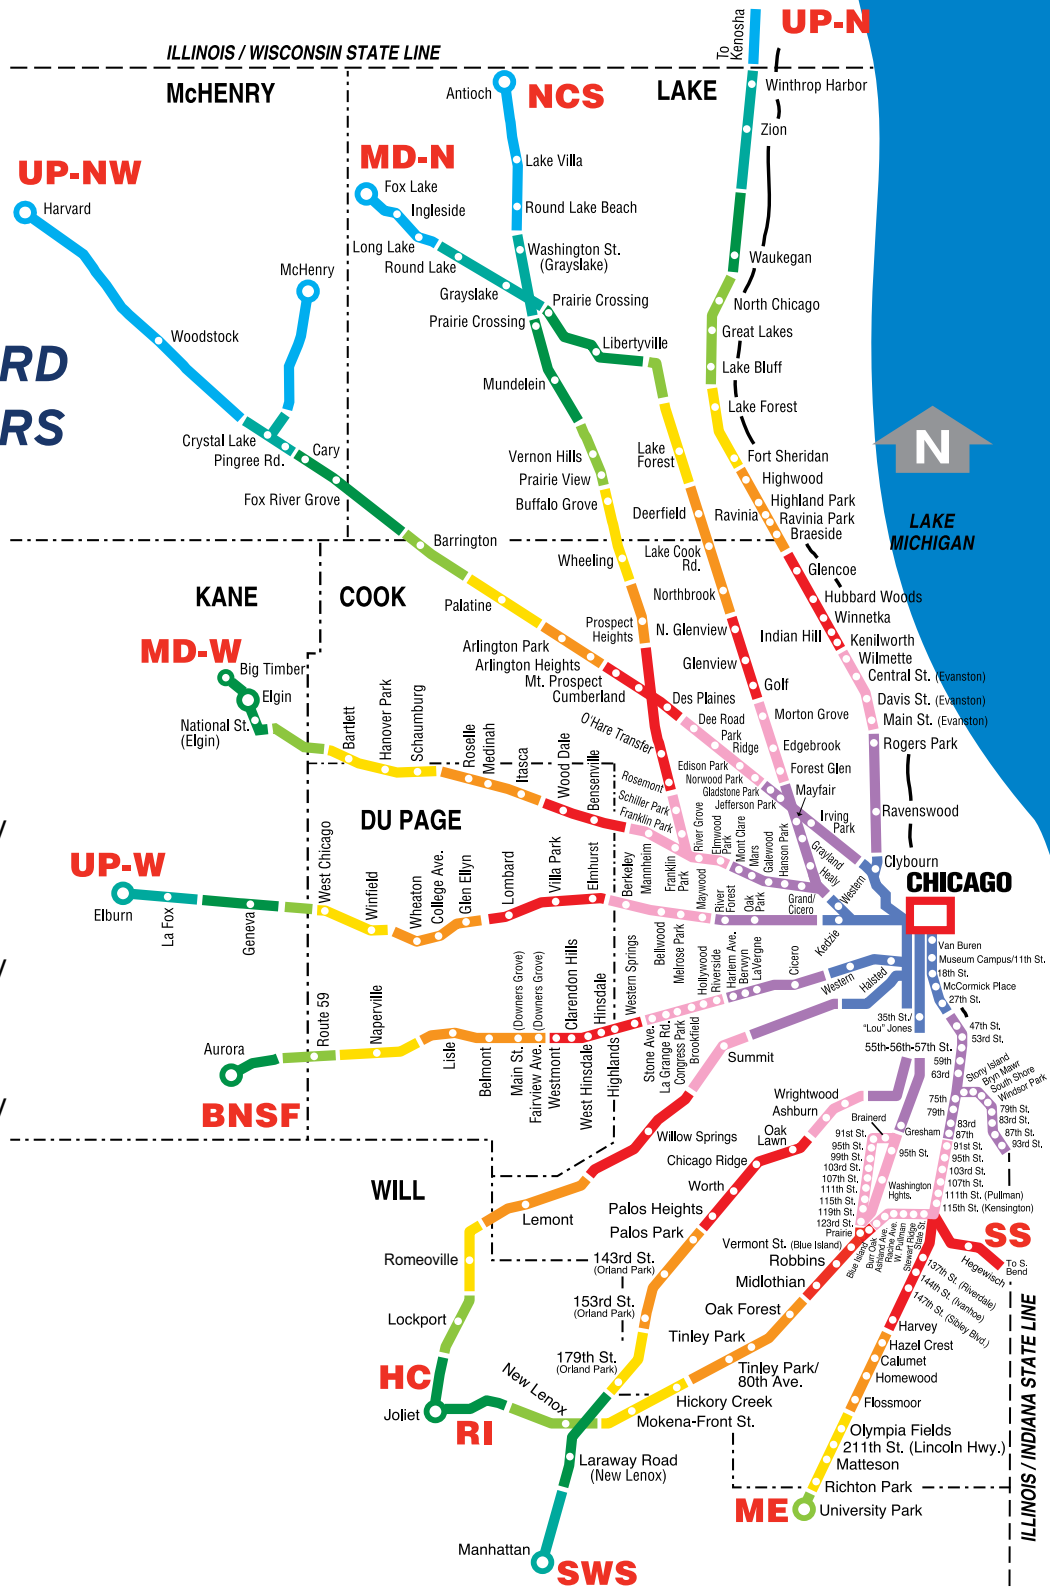 UP-N
To Kenosha
ILLINOIS / WISCONSIN STATE LINE
McHENRY
LAKE
Winthrop Harbor
Antioch
NCS
Zion
MD-N
UP-NW
Fox Lake
Lake Villa
Harvard
Ingleside
Round Lake Beach
Long Lake
Washington St.
(Grayslake)
Waukegan
Round Lake
McHenry
Grayslake
Prairie Crossing
North Chicago
Prairie Crossing
Great Lakes
Woodstock
Libertyville
RD
Lake Bluff
Mundelein
Lake Forest
RS
Crystal Lake
Pingree Rd.
Cary
Vernon Hills
Lake
Forest
Fort Sheridan
N
Prairie View
Highwood
Fox River Grove
Buffalo Grove
Highland Park
Deerfield
Ravinia
Ravinia Park
Braeside
LAKE
MICHIGAN
Barrington
Wheeling
Lake Cook
Rd.
Glencoe
KANE
COOK
Northbrook
Hubbard Woods
Palatine
Winnetka
Prospect
Heights
N. Glenview
Indian Hill
Kenilworth
Arlington Park
Wilmette
MD-W
Arlington Heights
Glenview
Central St. (Evanston)
Big Timber
Mt. Prospect
Golf
Elgin
Cumberland
Des Plaines
Davis St. (Evanston)
National St.
(Elgin)
Morton Grove
Main St. (Evanston)
Bartlett
Hanover Park
Schaumburg
Roselle
Medinah
Itasca
Wood Dale
Bensenville
O'Hare Transfer
Dee Road
Park
Ridge
Edgebrook
Rogers Park
Edison Park
Forest Glen
Rosemont
Norwood Park
Gladstone Park
Mayfair
Schiller Park
Jefferson Park
Franklin Park
Irving
Park
Ravenswood
DU PAGE
/
UP-W
Elburn
La Fox
Geneva
West Chicago
Winfield
Wheaton
College Ave.
Glen Ellyn
Lombard
Villa Park
Elmhurst
Berkeley
Mannheim
Franklin
Park
River Grove
Elmwood
Park
Mont Clare
Mars
Galewood
Hanson Park
Grayland
Healy
Western
Clybourn
CHICAGO
Bellwood
Melrose Park
Maywood
River
Forest
Oak
Park
Grand/
Cicero
Kedzie
Van Buren
Museum Campus/11th St.
18th St.
McCormick Place
27th St.
/
Aurora
Route 59
Naperville
Lisle
Belmont
Main St. (Downers Grove)
Fairview Ave. (Downers Grove)
Westmont
Clarendon Hills
West Hinsdale
Hinsdale
Highlands
Western Springs
Stone Ave.
La Grange Rd.
Congress Park
Brookfield
Hollywood
Riverside
Harlem Ave.
Berwyn
LaVergne
Cicero
Western
Halsted
35th St./
"Lou" Jones
47th St.
53rd St.
55th-56th-57th St.
59th
63rd
Summit
BNSF
Stony Island
Bryn Mawr
South Shore
Windsor Park
75th
79th
79th St.
83rd St.
87th St.
93rd St.
/
Wrightwood
Ashburn
Brainerd
Gresham
83rd
87th
91st St.
95th St.
103rd St.
107th St.
111th St. (Pullman)
115th St. (Kensington)
Oak
Lawn
91st St.
95th St.
99th St.
103rd St.
107th St.
111th St.
115th St.
119th St.
123rd St.
Prairie
95th St.
Washington
Hghts.
Willow Springs
Chicago Ridge
WILL
Worth
Lemont
Palos Heights
Palos Park
Vermont St. (Blue Island)
Blue Island
Burr Oak
Ashland Ave.
Racine Ave.
W. Pullman
Stewart Ridge
State St.
SS
Hegewisch
To S.
Bend
Romeoville
143rd St.
(Orland Park)
Robbins
Midlothian
137th St. (Riverdale)
144th St. (Ivanhoe)
147th St. (Sibley Blvd.)
153rd St.
(Orland Park)
Oak Forest
Lockport
Tinley Park
Harvey
Hazel Crest
179th St.
(Orland Park)
Tinley Park/
80th Ave.
Calumet
Homewood
HC
New Lenox
Hickory Creek
Flossmoor
Joliet
RI
Mokena-Front St.
Olympia Fields
211th St. (Lincoln Hwy.)
Laraway Road
(New Lenox)
Matteson
Richton Park
ME
University Park
Manhattan
SWS
ILLINOIS / INDIANA STATE LINE